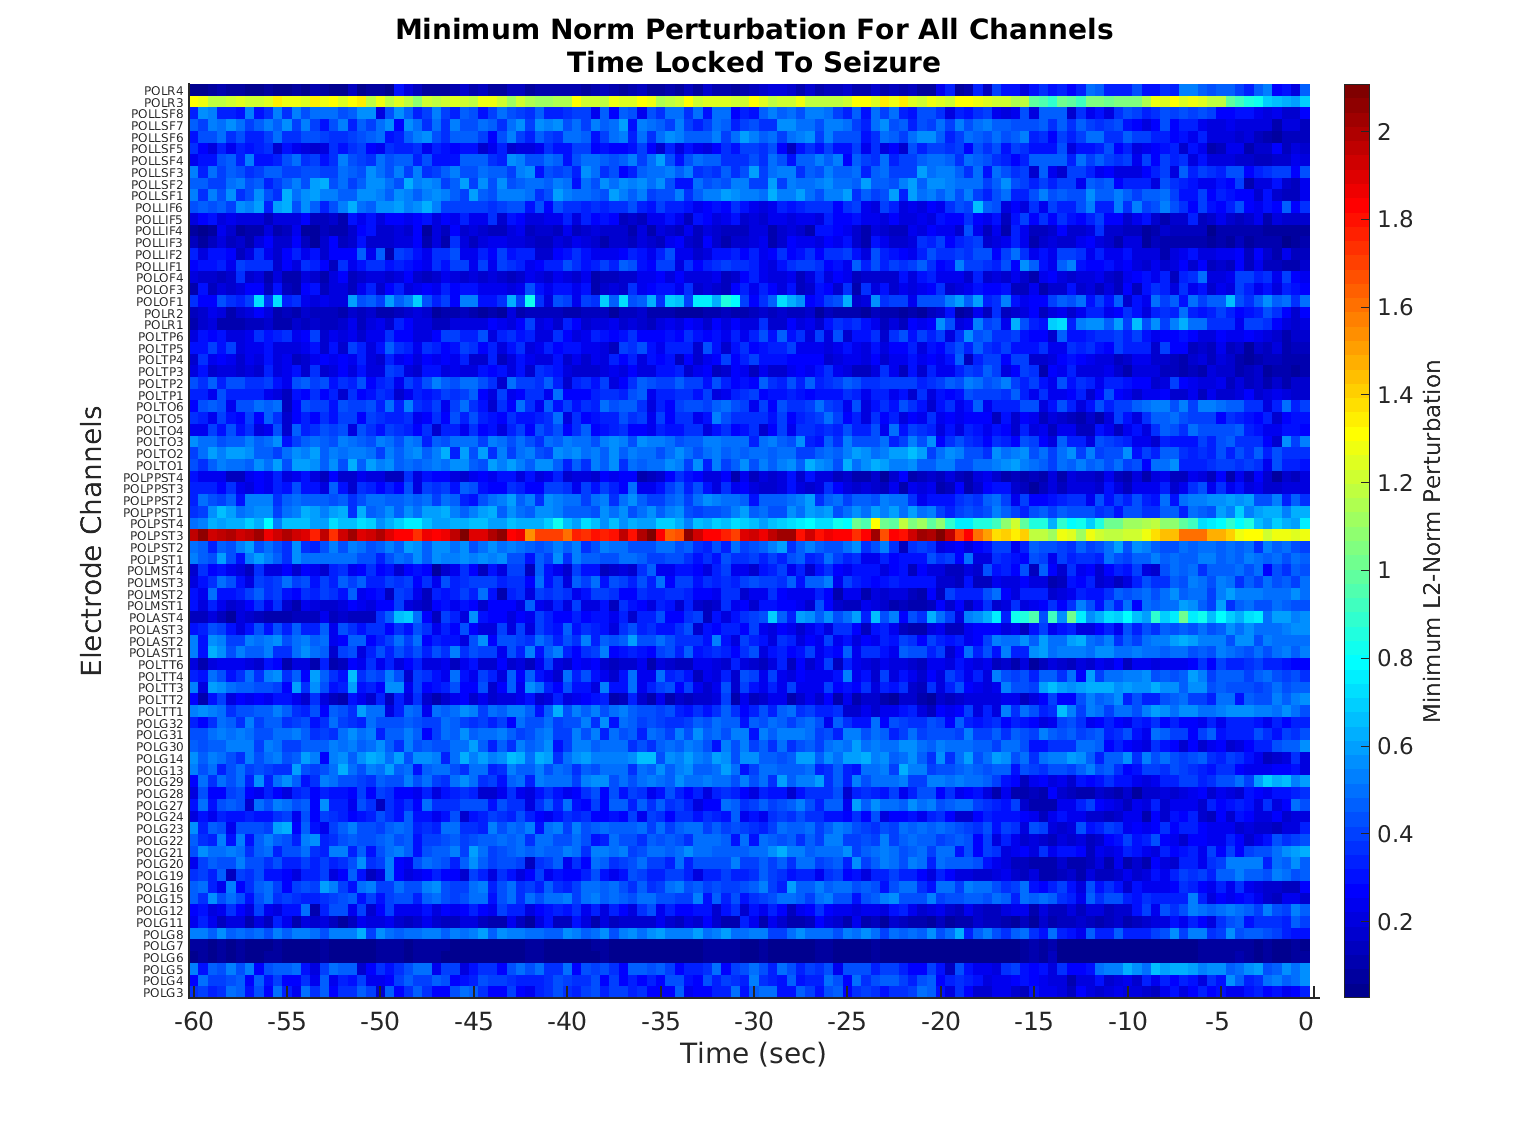 Minimum Norm Perturbation For All Channels
Time Locked To Seizure
Electrode Channels
POLR4
POLR3
POLLSF8
POLLSF7
POLLSF6
POLLSF5
POLLSF4
POLLSF3
POLLSF2
POLLSF1
POLLIF6
POLLIF5
POLLIF4
POLLIF3
POLLIF2
POLLIF1
POLOF4
POLOF3
POLOF1
POLR2
POLR1
POLTP6
POLTP5
POLTP4
POLTP3
POLTP2
POLTP1
POLTO6
POLTO5
POLTO4
POLTO3
POLTO2
POLTO1
POLPPST4
POLPPST3
POLPPST2
POLPPST1
POLPST4
POLPST3
POLPST2
POLPST1
POLMST4
POLMST3
POLMST2
POLMST1
POLAST4
POLAST3
POLAST2
POLAST1
POLTT6
POLTT4
POLTT3
POLTT2
POLTT1
POLG32
POLG31
POLG30
POLG14
POLG13
POLG29
POLG28
POLG27
POLG24
POLG23
POLG22
POLG21
POLG20
POLG19
POLG16
POLG15
POLG12
POLG11
POLG8
POLG7
POLG6
POLG5
POLG4
POLG3
-60 -55 -50 -45 -40 -35 -30 -25 -20 -15 -10 -5 0
Time (sec)
2
1.8
1.6
1.4
1.2
1
0.8
0.6
0.4
0.2
Minimum L2-Norm Perturbation